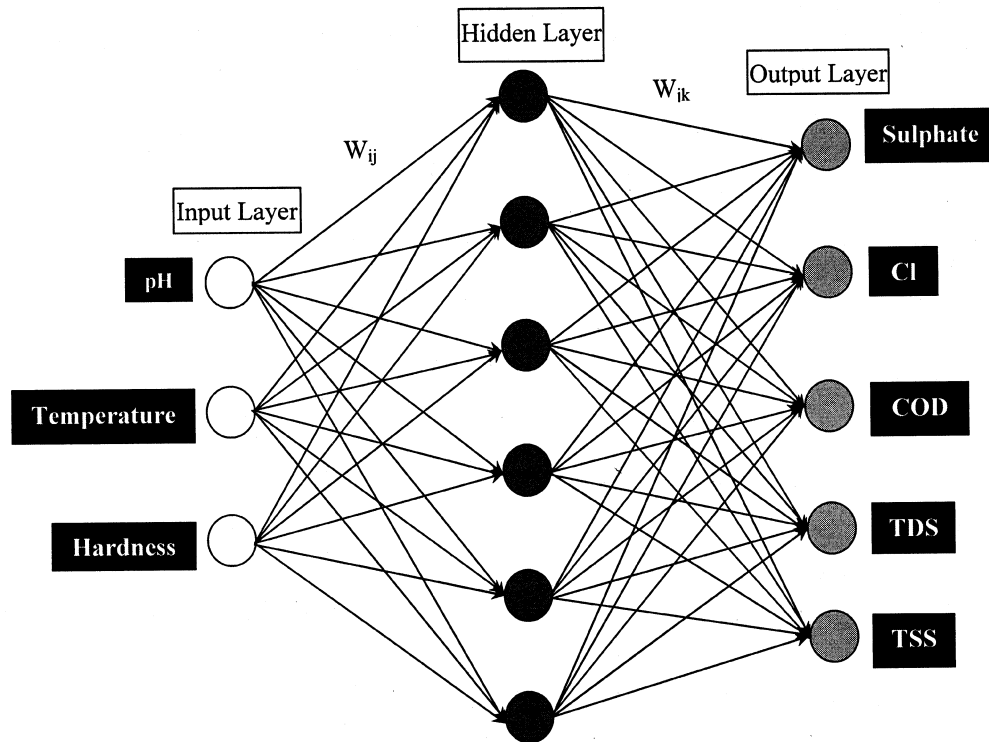 Hidden Layer
Output Layer
Wjk
Sulphate
Wij
Input Layer
pH
Cl
Temperature
COD
Hardness
TDS
TSS